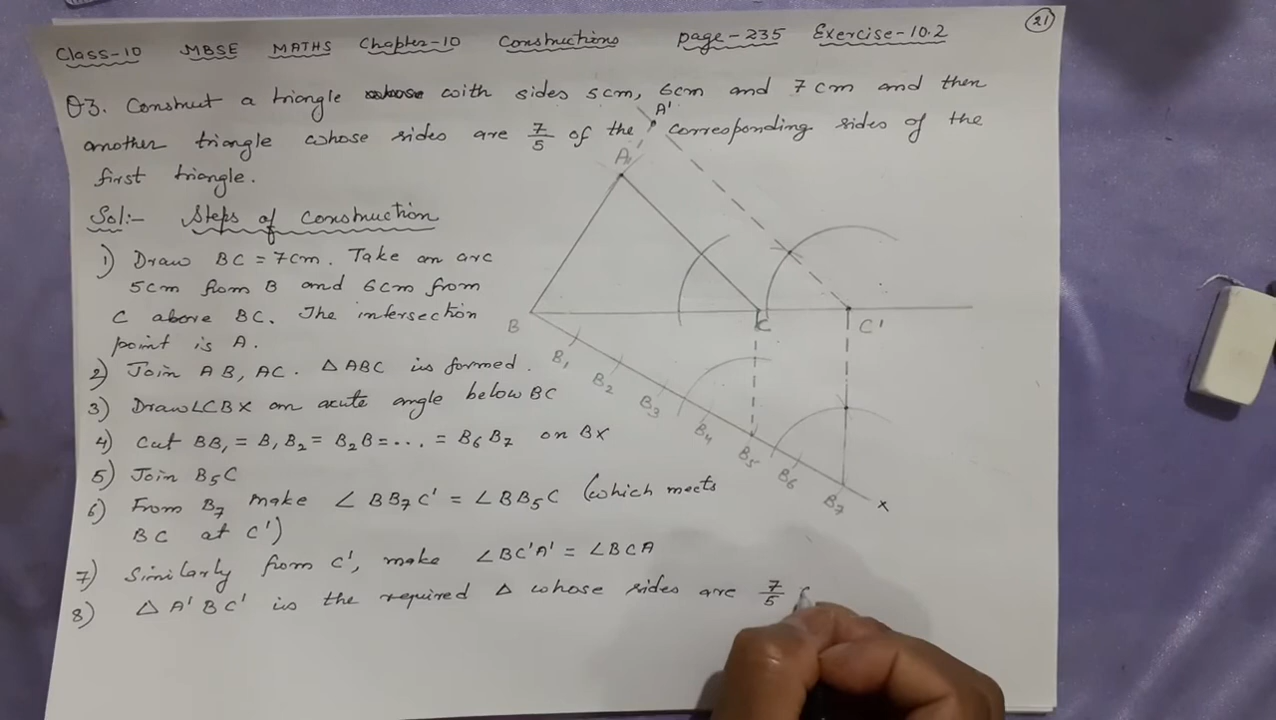 21
Class-10 MBSE MATHS Chapter-10 Constructions page-235 Exercise-10.2
Q3. Construct a triangle with sides 5cm, 6cm and 7cm and then
another triangle whose sides are 7/5 of the corresponding sides of the
first triangle.
Sol:- Steps of construction
1) Draw BC = 7cm. Take an arc
5cm from B and 6cm from
C above BC. The intersection
point is A.
2) Join AB, AC. △ABC is formed.
3) Draw ∠CBX an acute angle below BC
4) Cut BB₁ = B₁B₂ = B₂B = ... = B₆B₇ on BX
5) Join B₅C
6) From B₇ make ∠BB₇C' = ∠BB₅C (which meets
BC at C')
7) Similarly from C', make ∠BC'A' = ∠BCA
8) △A'BC' is the required △ whose sides are 7/5
A'
A
B
C
C'
B₁
B₂
B₃
B₄
B₅
B₆
B₇
X